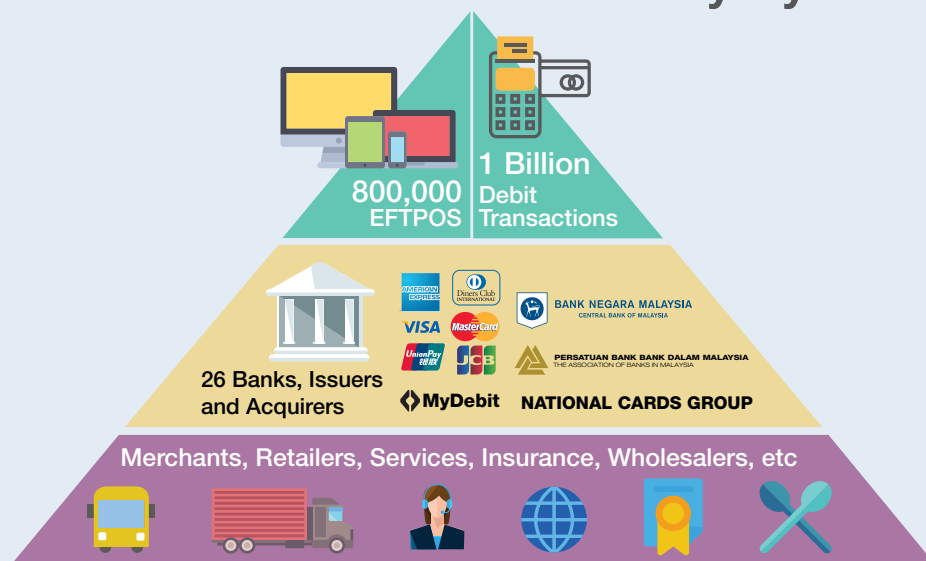 800,000
EFTPOS
1 Billion
Debit
Transactions
26 Banks, Issuers
and Acquirers
AMERICAN
EXPRESS
Diners Club
INTERNATIONAL
VISA
MasterCard
UnionPay
银联
JCB
MyDebit
BANK NEGARA MALAYSIA
CENTRAL BANK OF MALAYSIA
PERSATUAN BANK BANK DALAM MALAYSIA
THE ASSOCIATION OF BANKS IN MALAYSIA
NATIONAL CARDS GROUP
Merchants, Retailers, Services, Insurance, Wholesalers, etc